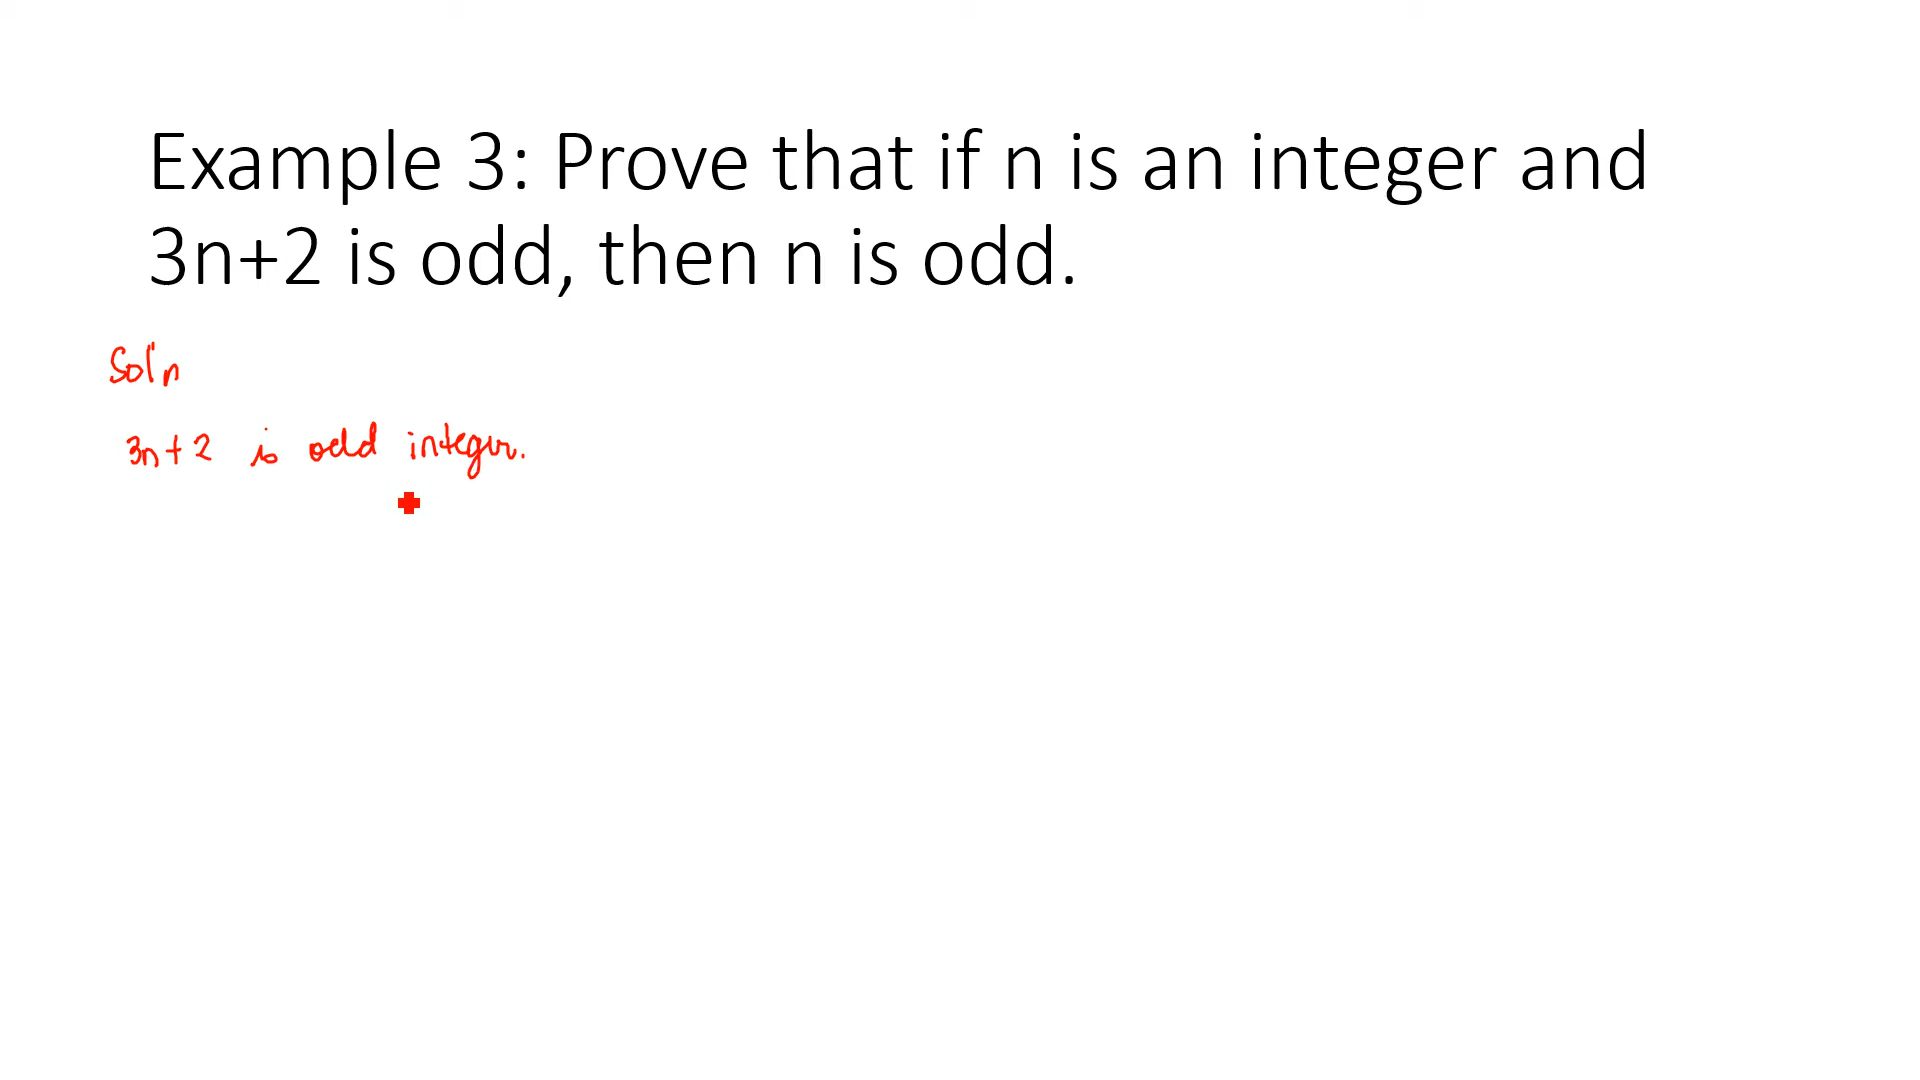 Example 3: Prove that if n is an integer and
3n+2 is odd, then n is odd.
Sol'n
3n+2 is odd integer.